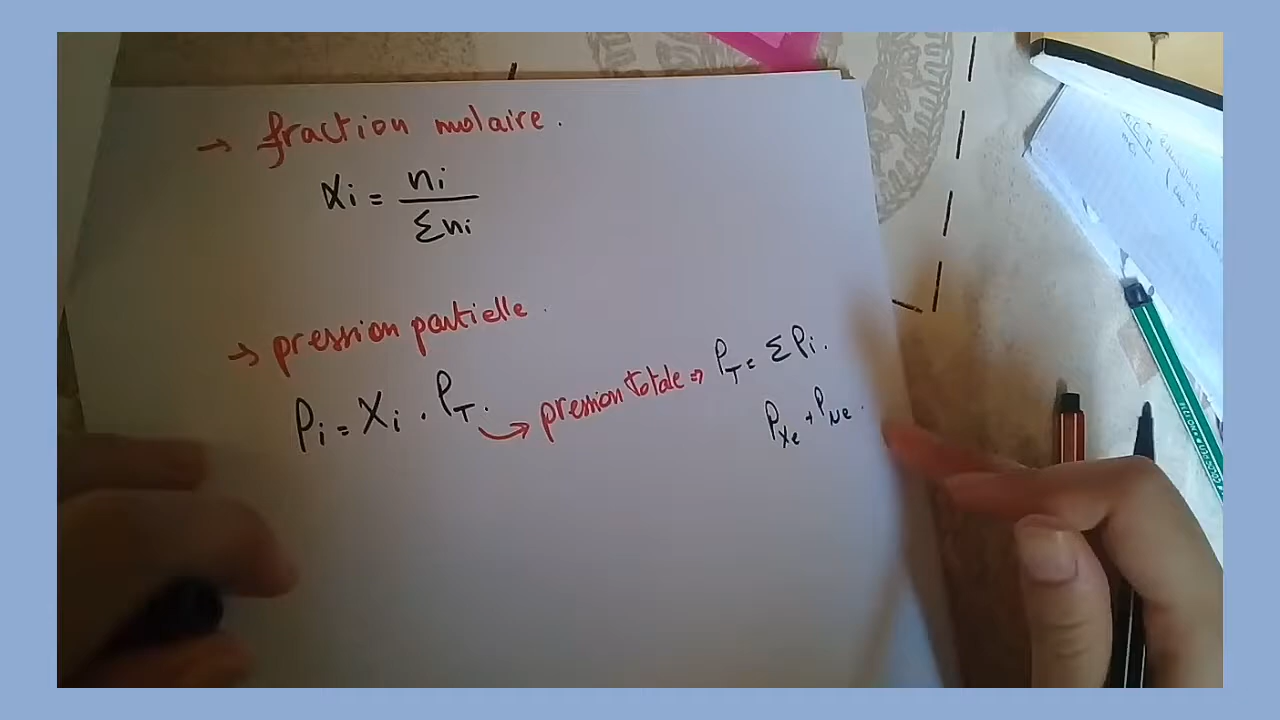 → fraction molaire.
xi = ni / Σni
→ pression partielle.
Pi = Xi . PT. → pression totale ⇒ PT = ΣPi.
PXe + PNe.